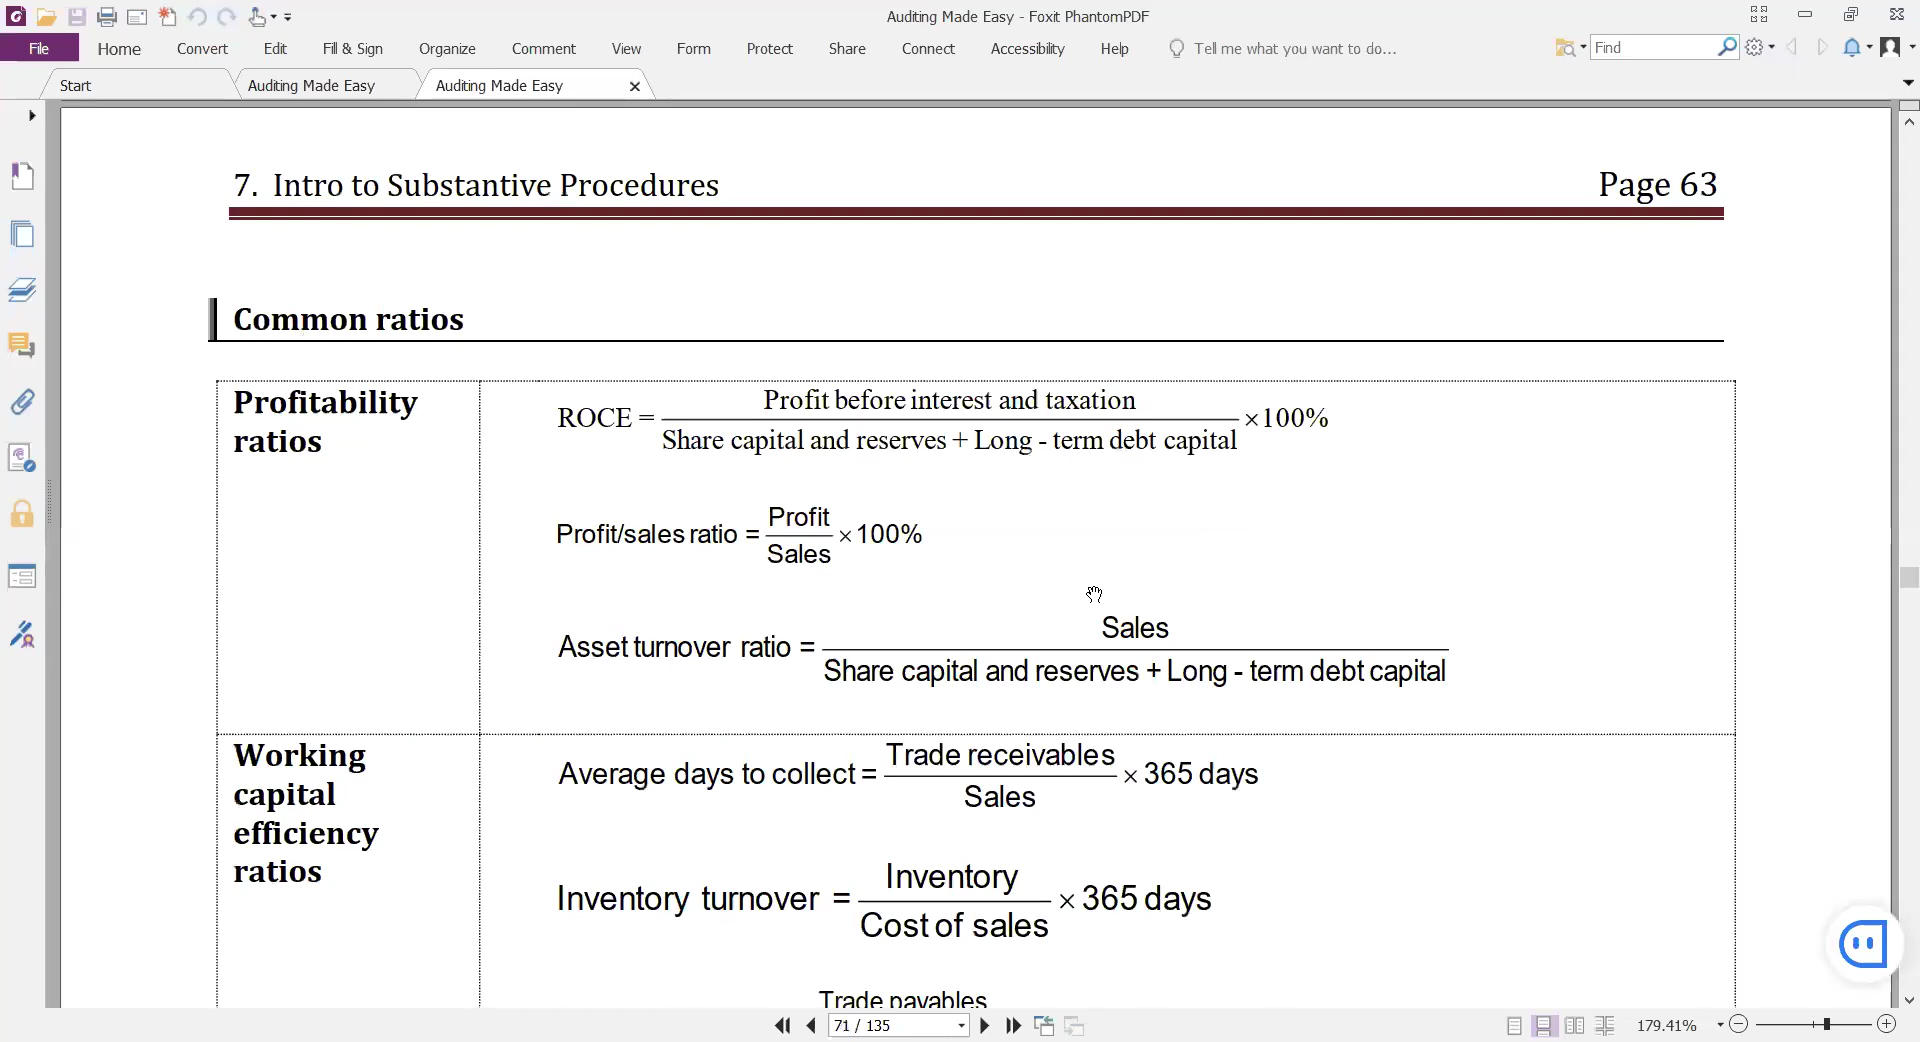 Auditing Made Easy - Foxit PhantomPDF
File Home Convert Edit Fill & Sign Organize Comment View Form Protect Share Connect Accessibility Help Tell me what you want to do... Find
Start Auditing Made Easy Auditing Made Easy
7. Intro to Substantive Procedures Page 63
Common ratios
Profitability
ratios
ROCE = Profit before interest and taxation / Share capital and reserves + Long - term debt capital ×100%
Profit/sales ratio = Profit / Sales ×100%
Asset turnover ratio = Sales / Share capital and reserves + Long - term debt capital
Working
capital
efficiency
ratios
Average days to collect = Trade receivables / Sales × 365 days
Inventory turnover = Inventory / Cost of sales × 365 days
Trade payables
71 / 135 179.41%